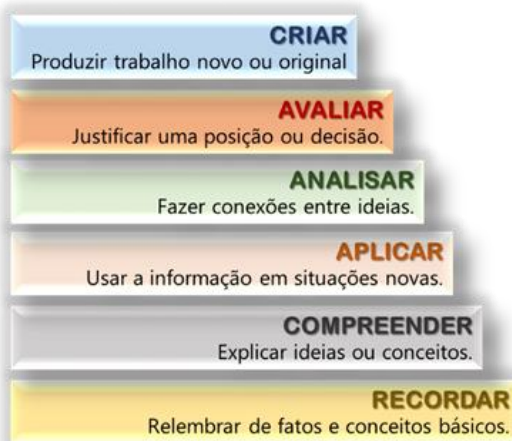 CRIAR
Produzir trabalho novo ou original
AVALIAR
Justificar uma posição ou decisão.
ANALISAR
Fazer conexões entre ideias.
APLICAR
Usar a informação em situações novas.
COMPREENDER
Explicar ideias ou conceitos.
RECORDAR
Relembrar de fatos e conceitos básicos.